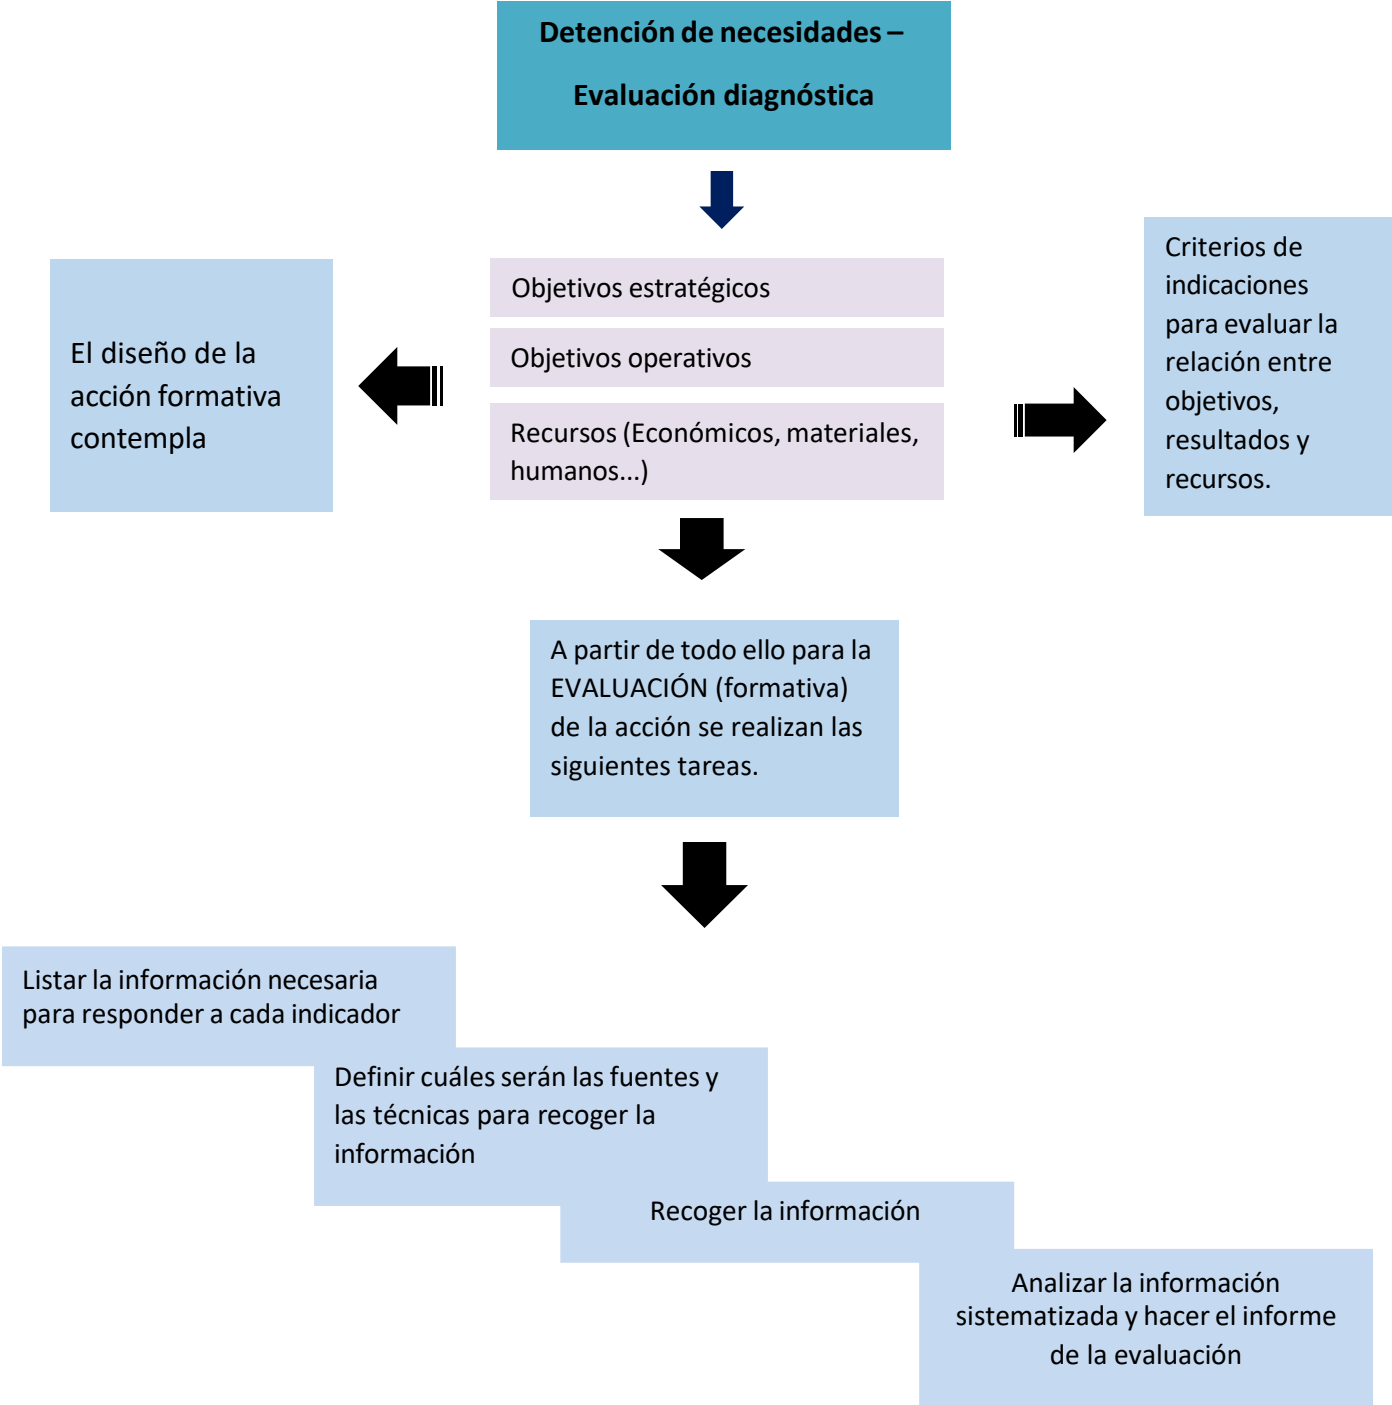 Detención de necesidades –
Evaluación diagnóstica
El diseño de la
acción formativa
contempla
Objetivos estratégicos
Objetivos operativos
Recursos (Económicos, materiales,
humanos...)
Criterios de
indicaciones
para evaluar la
relación entre
objetivos,
resultados y
recursos.
A partir de todo ello para la
EVALUACIÓN (formativa)
de la acción se realizan las
siguientes tareas.
Listar la información necesaria
para responder a cada indicador
Definir cuáles serán las fuentes y
las técnicas para recoger la
información
Recoger la información
Analizar la información
sistematizada y hacer el informe
de la evaluación